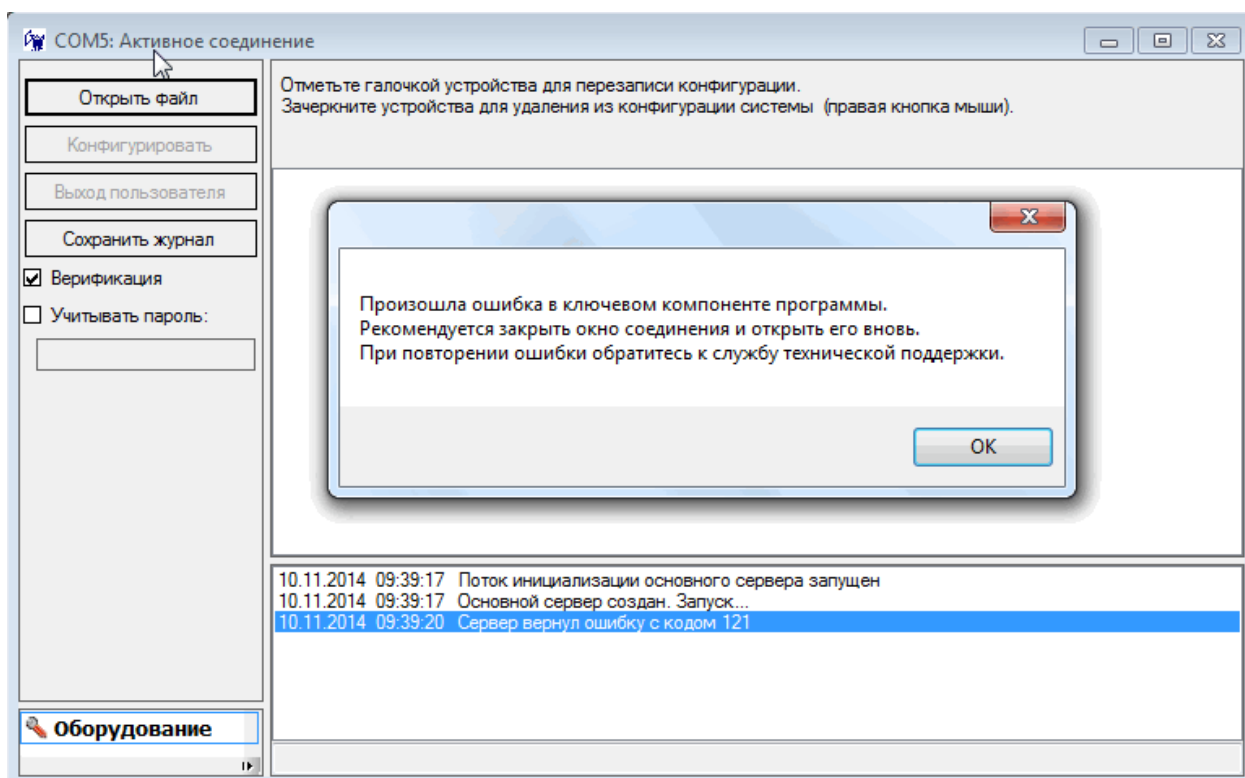 COM5: Активное соединение
Открыть файл
Конфигурировать
Выход пользователя
Сохранить журнал
Верификация
Учитывать пароль:
Оборудование
Отметьте галочкой устройства для перезаписи конфигурации.
Зачеркните устройства для удаления из конфигурации системы (правая кнопка мыши).
Произошла ошибка в ключевом компоненте программы.
Рекомендуется закрыть окно соединения и открыть его вновь.
При повторении ошибки обратитесь к службу технической поддержки.
OK
10.11.2014 09:39:17 Поток инициализации основного сервера запущен
10.11.2014 09:39:17 Основной сервер создан. Запуск...
10.11.2014 09:39:20 Сервер вернул ошибку с кодом 121